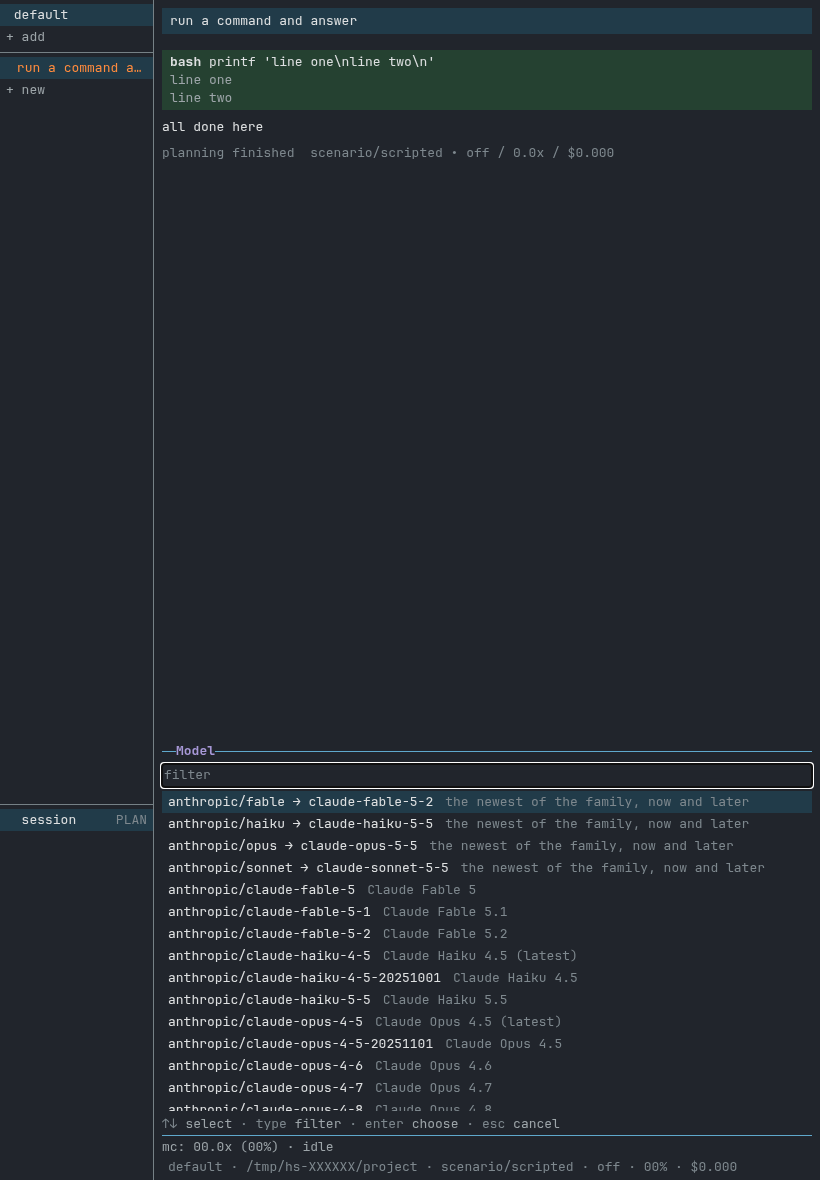 default
+ add
run a command a…
+ new
session PLAN
run a command and answer
bash printf 'line one\nline two\n'
line one
line two
all done here
planning finished scenario/scripted • off / 0.0x / $0.000
Model
filter
anthropic/fable → claude-fable-5-2 the newest of the family, now and later
anthropic/haiku → claude-haiku-5-5 the newest of the family, now and later
anthropic/opus → claude-opus-5-5 the newest of the family, now and later
anthropic/sonnet → claude-sonnet-5-5 the newest of the family, now and later
anthropic/claude-fable-5 Claude Fable 5
anthropic/claude-fable-5-1 Claude Fable 5.1
anthropic/claude-fable-5-2 Claude Fable 5.2
anthropic/claude-haiku-4-5 Claude Haiku 4.5 (latest)
anthropic/claude-haiku-4-5-20251001 Claude Haiku 4.5
anthropic/claude-haiku-5-5 Claude Haiku 5.5
anthropic/claude-opus-4-5 Claude Opus 4.5 (latest)
anthropic/claude-opus-4-5-20251101 Claude Opus 4.5
anthropic/claude-opus-4-6 Claude Opus 4.6
anthropic/claude-opus-4-7 Claude Opus 4.7
anthropic/claude-opus-4-8 Claude Opus 4.8
↑↓ select · type filter · enter choose · esc cancel
mc: 00.0x (00%) · idle
default · /tmp/hs-XXXXXX/project · scenario/scripted · off · 00% · $0.000